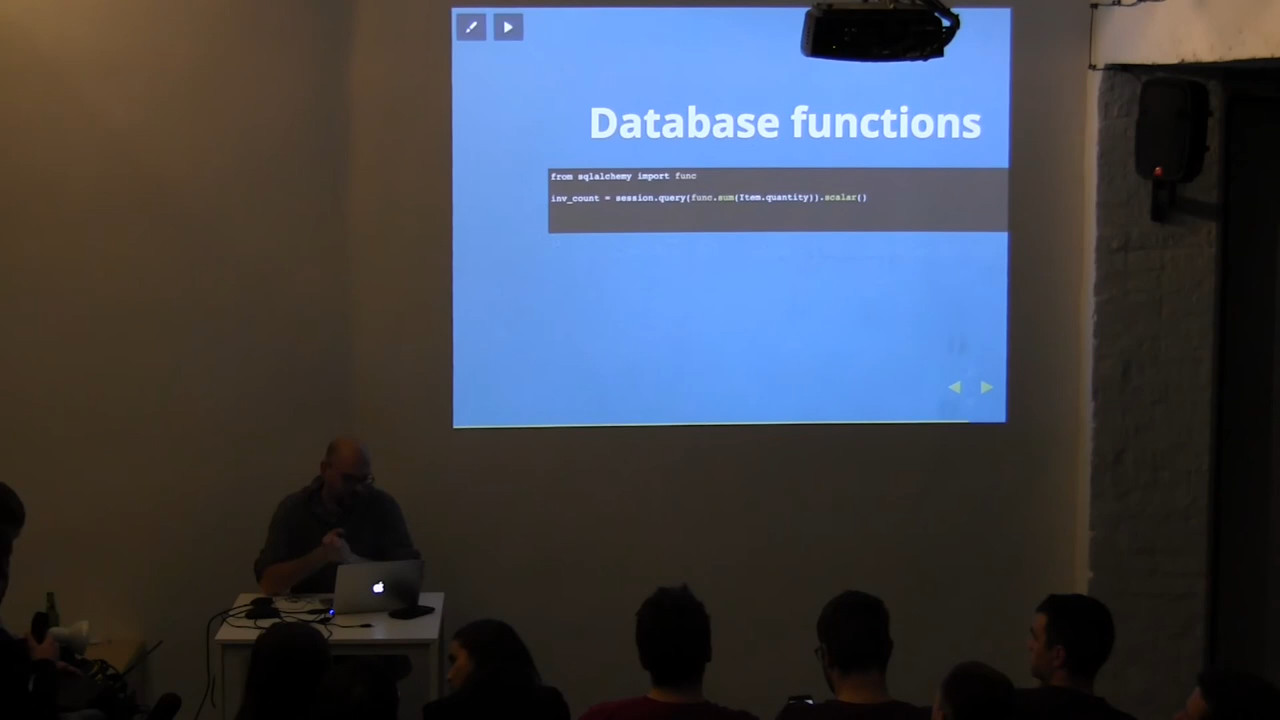 Database functions
from sqlalchemy import func
inv_count = session.query(func.sum(Item.quantity)).scalar()